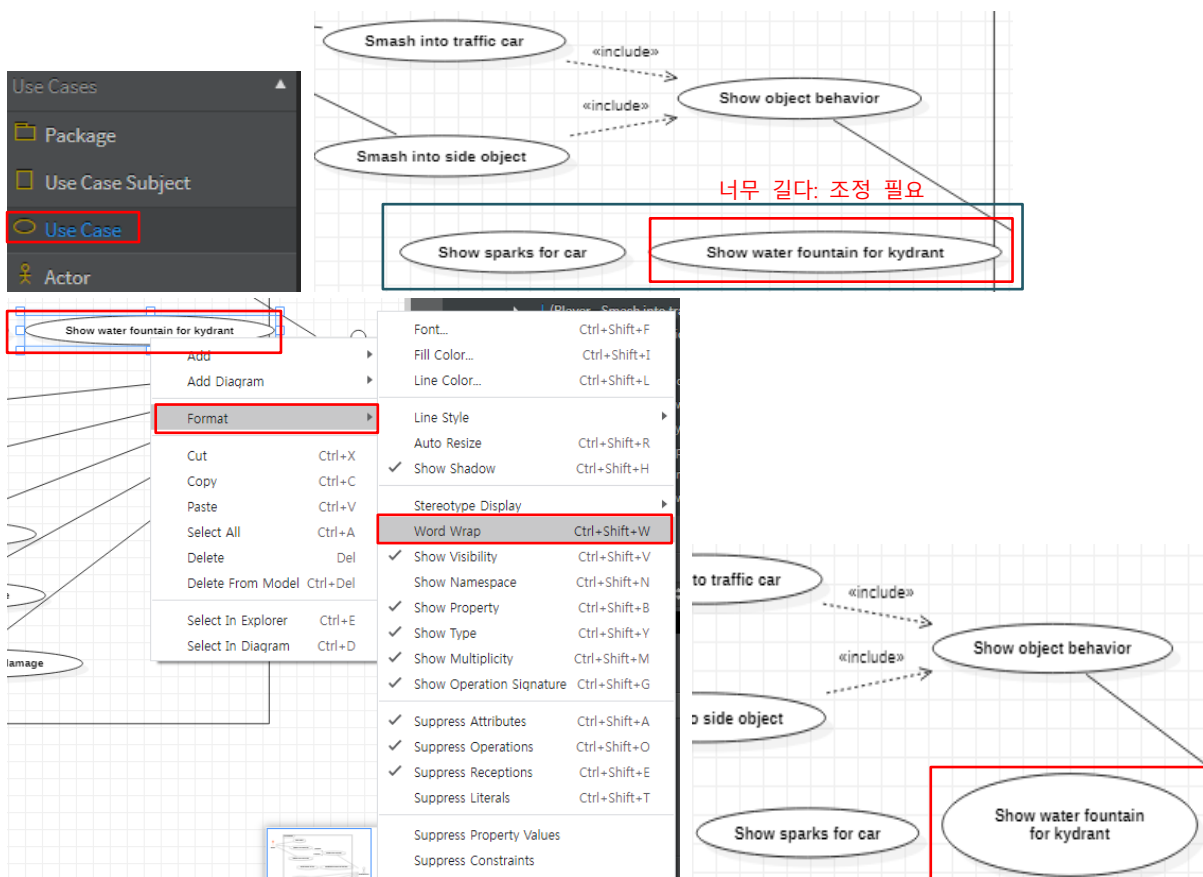 Use Cases
Package
Use Case Subject
Use Case
Actor
Smash into traffic car
«include»
Show object behavior
«include»
Smash into side object
너무 길다: 조정 필요
Show sparks for car
Show water fountain for kydrant
Show water fountain for kydrant
Add
Add Diagram
Format
Cut Ctrl+X
Copy Ctrl+C
Paste Ctrl+V
Select All Ctrl+A
Delete Del
Delete From Model Ctrl+Del
Select In Explorer Ctrl+E
Select In Diagram Ctrl+D
damage
Font... Ctrl+Shift+F
Fill Color... Ctrl+Shift+I
Line Color... Ctrl+Shift+L
Line Style
Auto Resize Ctrl+Shift+R
Show Shadow Ctrl+Shift+H
Stereotype Display
Word Wrap Ctrl+Shift+W
Show Visibility Ctrl+Shift+V
Show Namespace Ctrl+Shift+N
Show Property Ctrl+Shift+B
Show Type Ctrl+Shift+Y
Show Multiplicity Ctrl+Shift+M
Show Operation Signature Ctrl+Shift+G
Suppress Attributes Ctrl+Shift+A
Suppress Operations Ctrl+Shift+O
Suppress Receptions Ctrl+Shift+E
Suppress Literals Ctrl+Shift+T
Suppress Property Values
Suppress Constraints
to traffic car
«include»
Show object behavior
«include»
side object
Show sparks for car
Show water fountain
for kydrant